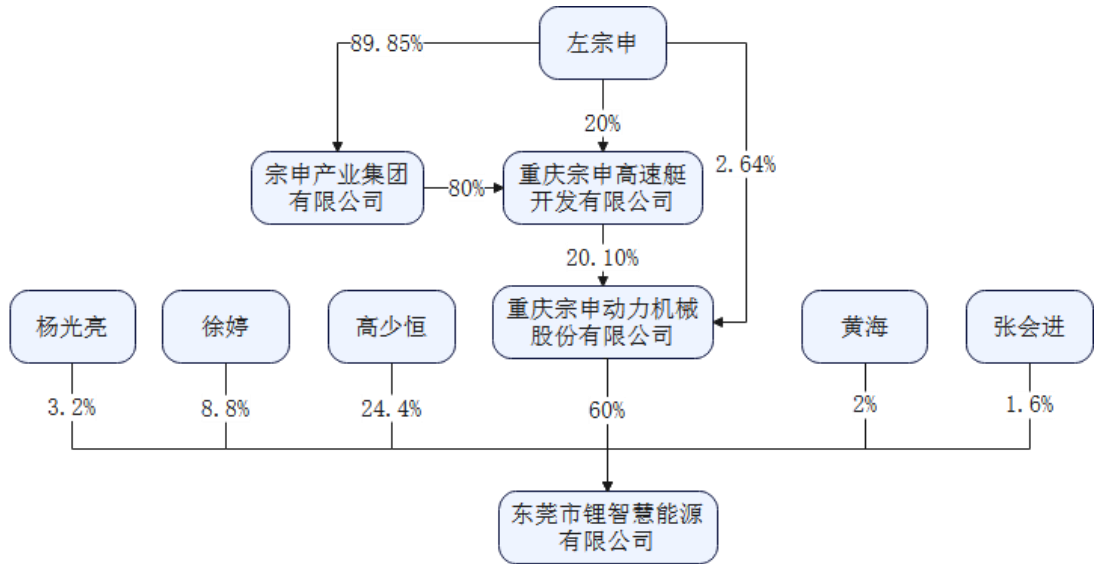 左宗申
89.85%
20%
2.64%
宗申产业集团
有限公司
80%
重庆宗申高速艇
开发有限公司
20.10%
杨光亮
徐婷
高少恒
重庆宗申动力机械
股份有限公司
黄海
张会进
3.2%
8.8%
24.4%
60%
2%
1.6%
东莞市锂智慧能源
有限公司